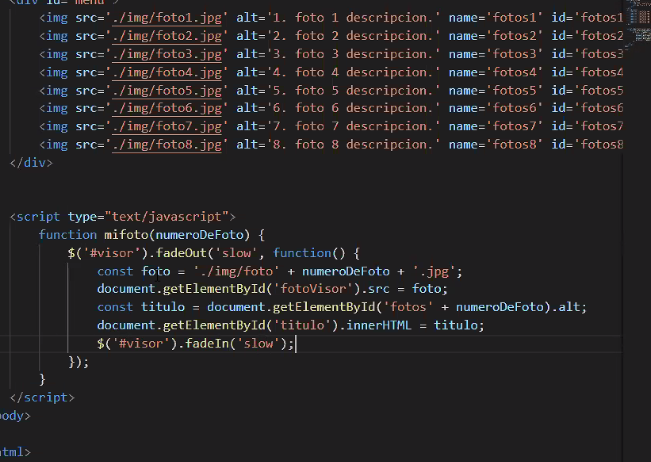 <div id='menu'>
<img src='./img/foto1.jpg' alt='1. foto 1 descripcion.' name='fotos1' id='fotos1
<img src='./img/foto2.jpg' alt='2. foto 2 descripcion.' name='fotos2' id='fotos2
<img src='./img/foto3.jpg' alt='3. foto 3 descripcion.' name='fotos3' id='fotos3
<img src='./img/foto4.jpg' alt='4. foto 4 descripcion.' name='fotos4' id='fotos4
<img src='./img/foto5.jpg' alt='5. foto 5 descripcion.' name='fotos5' id='fotos5
<img src='./img/foto6.jpg' alt='6. foto 6 descripcion.' name='fotos6' id='fotos6
<img src='./img/foto7.jpg' alt='7. foto 7 descripcion.' name='fotos7' id='fotos7
<img src='./img/foto8.jpg' alt='8. foto 8 descripcion.' name='fotos8' id='fotos8
</div>
<script type="text/javascript">
function mifoto(numeroDeFoto) {
$('#visor').fadeOut('slow', function() {
const foto = './img/foto' + numeroDeFoto + '.jpg';
document.getElementById('fotoVisor').src = foto;
const titulo = document.getElementById('fotos' + numeroDeFoto).alt;
document.getElementById('titulo').innerHTML = titulo;
$('#visor').fadeIn('slow');
});
}
</script>
ody>
tml>